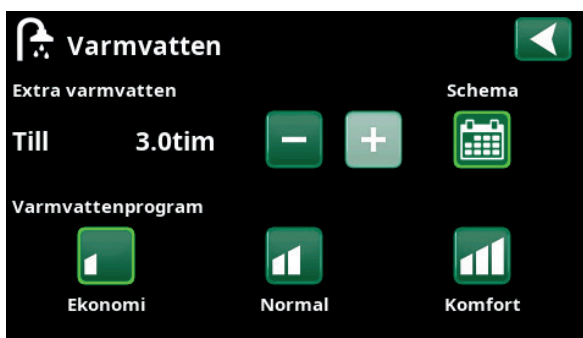 Varmvatten
Extra varmvatten Schema
Till 3.0tim − +
Varmvattenprogram
Ekonomi Normal Komfort